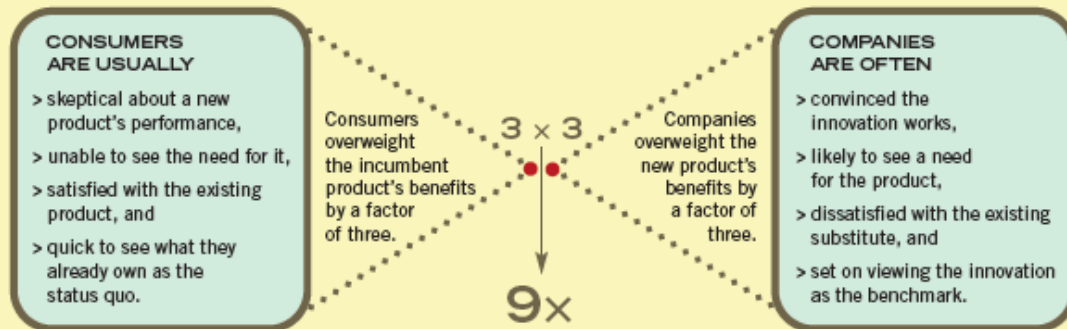 CONSUMERS
ARE USUALLY
> skeptical about a new
product's performance,
> unable to see the need for it,
> satisfied with the existing
product, and
> quick to see what they
already own as the
status quo.
Consumers
overweight
the incumbent
product's benefits
by a factor
of three.
3 × 3
9×
Companies
overweight the
new product's
benefits by
a factor of
three.
COMPANIES
ARE OFTEN
> convinced the
innovation works,
> likely to see a need
for the product,
> dissatisfied with the existing
substitute, and
> set on viewing the innovation
as the benchmark.